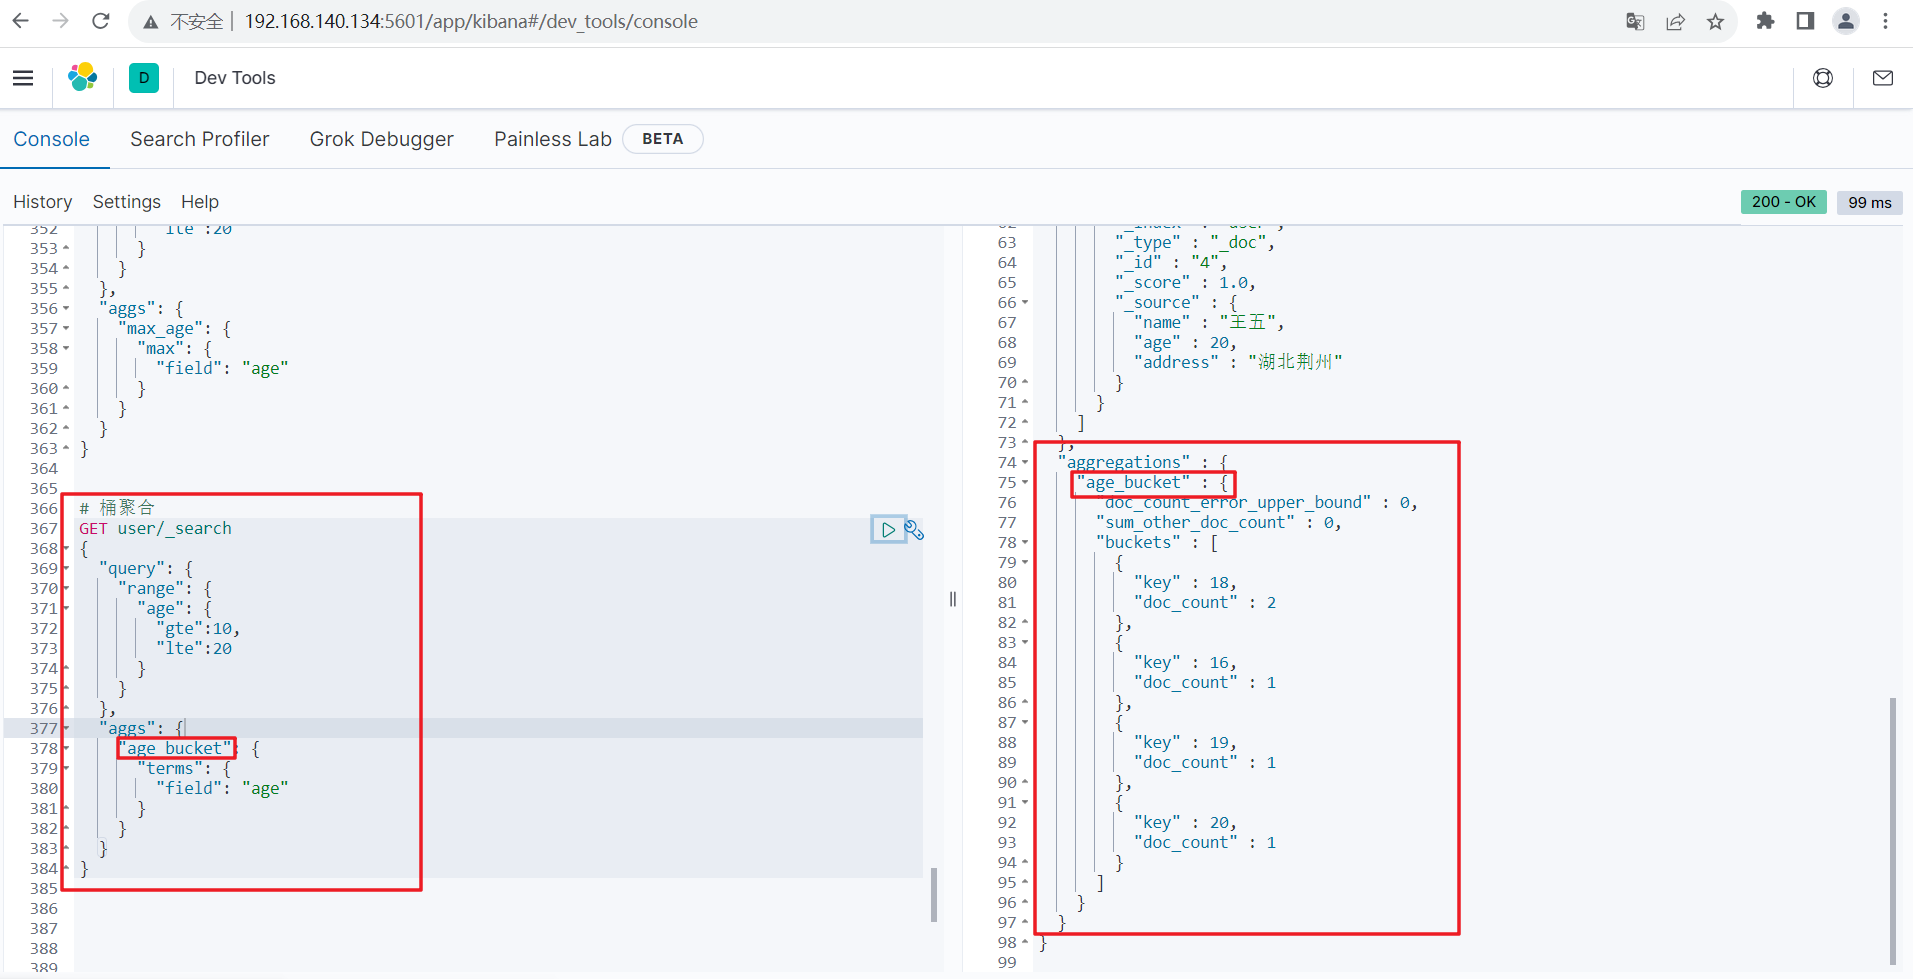 不安全 192.168.140.134:5601/app/kibana#/dev_tools/console
D Dev Tools
Console Search Profiler Grok Debugger Painless Lab BETA
History Settings Help 200 - OK 99 ms
352 "lte":20
353 }
354 }
355 },
356 "aggs": {
357 "max_age": {
358 "max": {
359 "field": "age"
360 }
361 }
362 }
363 }
364
365
366 # 桶聚合
367 GET user/_search
368 {
369 "query": {
370 "range": {
371 "age": {
372 "gte":10,
373 "lte":20
374 }
375 }
376 },
377 "aggs": {
378 "age_bucket": {
379 "terms": {
380 "field": "age"
381 }
382 }
383 }
384 }
385
386
387
388
389
62 "_index" : "user",
63 "_type" : "_doc",
64 "_id" : "4",
65 "_score" : 1.0,
66 "_source" : {
67 "name" : "王五",
68 "age" : 20,
69 "address" : "湖北荆州"
70 }
71 }
72 ]
73 },
74 "aggregations" : {
75 "age_bucket" : {
76 "doc_count_error_upper_bound" : 0,
77 "sum_other_doc_count" : 0,
78 "buckets" : [
79 {
80 "key" : 18,
81 "doc_count" : 2
82 },
83 {
84 "key" : 16,
85 "doc_count" : 1
86 },
87 {
88 "key" : 19,
89 "doc_count" : 1
90 },
91 {
92 "key" : 20,
93 "doc_count" : 1
94 }
95 ]
96 }
97 }
98 }
99